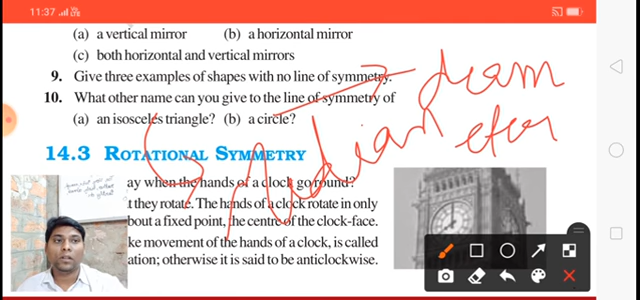 11:37
(a) a vertical mirror (b) a horizontal mirror
(c) both horizontal and vertical mirrors
9. Give three examples of shapes with no line of symmetry.
10. What other name can you give to the line of symmetry of
(a) an isosceles triangle? (b) a circle?
14.3 ROTATIONAL SYMMETRY
ay when the hands of a clock go round?
t they rotate. The hands of a clock rotate in only
bout a fixed point, the centre of the clock-face.
ke movement of the hands of a clock, is called
ation; otherwise it is said to be anticlockwise.